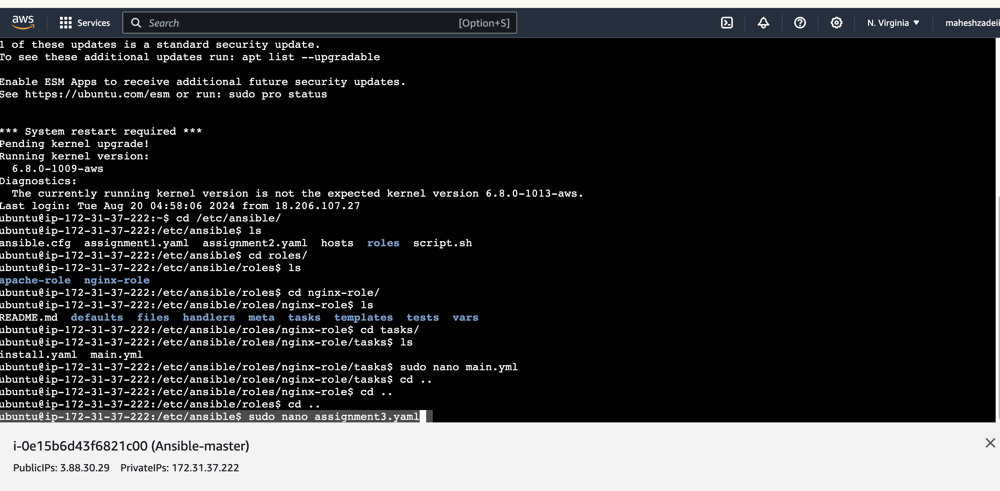 aws Services Search [Option+S] N. Virginia maheshzadeii
1 of these updates is a standard security update.
To see these additional updates run: apt list --upgradable
Enable ESM Apps to receive additional future security updates.
See https://ubuntu.com/esm or run: sudo pro status
*** System restart required ***
Pending kernel upgrade!
Running kernel version:
6.8.0-1009-aws
Diagnostics:
The currently running kernel version is not the expected kernel version 6.8.0-1013-aws.
Last login: Tue Aug 20 04:58:06 2024 from 18.206.107.27
ubuntu@ip-172-31-37-222:~$ cd /etc/ansible/
ubuntu@ip-172-31-37-222:/etc/ansible$ ls
ansible.cfg assignment1.yaml assignment2.yaml hosts roles script.sh
ubuntu@ip-172-31-37-222:/etc/ansible$ cd roles/
ubuntu@ip-172-31-37-222:/etc/ansible/roles$ ls
apache-role nginx-role
ubuntu@ip-172-31-37-222:/etc/ansible/roles$ cd nginx-role/
ubuntu@ip-172-31-37-222:/etc/ansible/roles/nginx-role$ ls
README.md defaults files handlers meta tasks templates tests vars
ubuntu@ip-172-31-37-222:/etc/ansible/roles/nginx-role$ cd tasks/
ubuntu@ip-172-31-37-222:/etc/ansible/roles/nginx-role/tasks$ ls
install.yaml main.yml
ubuntu@ip-172-31-37-222:/etc/ansible/roles/nginx-role/tasks$ sudo nano main.yml
ubuntu@ip-172-31-37-222:/etc/ansible/roles/nginx-role/tasks$ cd ..
ubuntu@ip-172-31-37-222:/etc/ansible/roles/nginx-role$ cd ..
ubuntu@ip-172-31-37-222:/etc/ansible/roles$ cd ..
ubuntu@ip-172-31-37-222:/etc/ansible$ sudo nano assignment3.yaml
i-0e15b6d43f6821c00 (Ansible-master)
PublicIPs: 3.88.30.29 PrivateIPs: 172.31.37.222